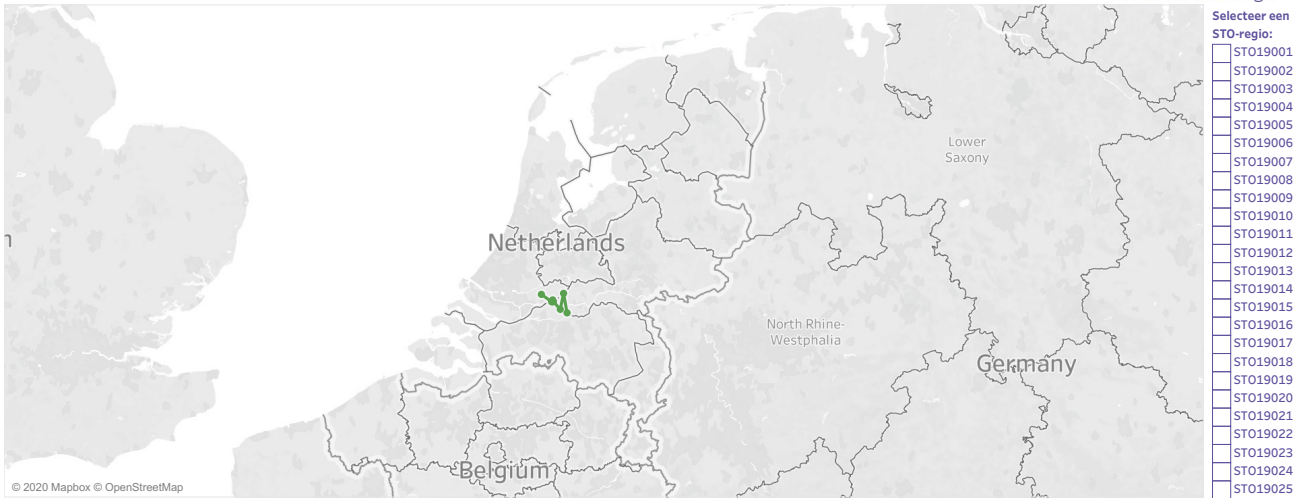 Selecteer een
STO-regio:
STO19001
STO19002
STO19003
STO19004
STO19005
STO19006
STO19007
STO19008
STO19009
STO19010
STO19011
STO19012
STO19013
STO19014
STO19015
STO19016
STO19017
STO19018
STO19019
STO19020
STO19021
STO19022
STO19023
STO19024
STO19025
Lower
Saxony
Netherlands
North Rhine-
Westphalia
Germany
Belgium
© 2020 Mapbox © OpenStreetMap